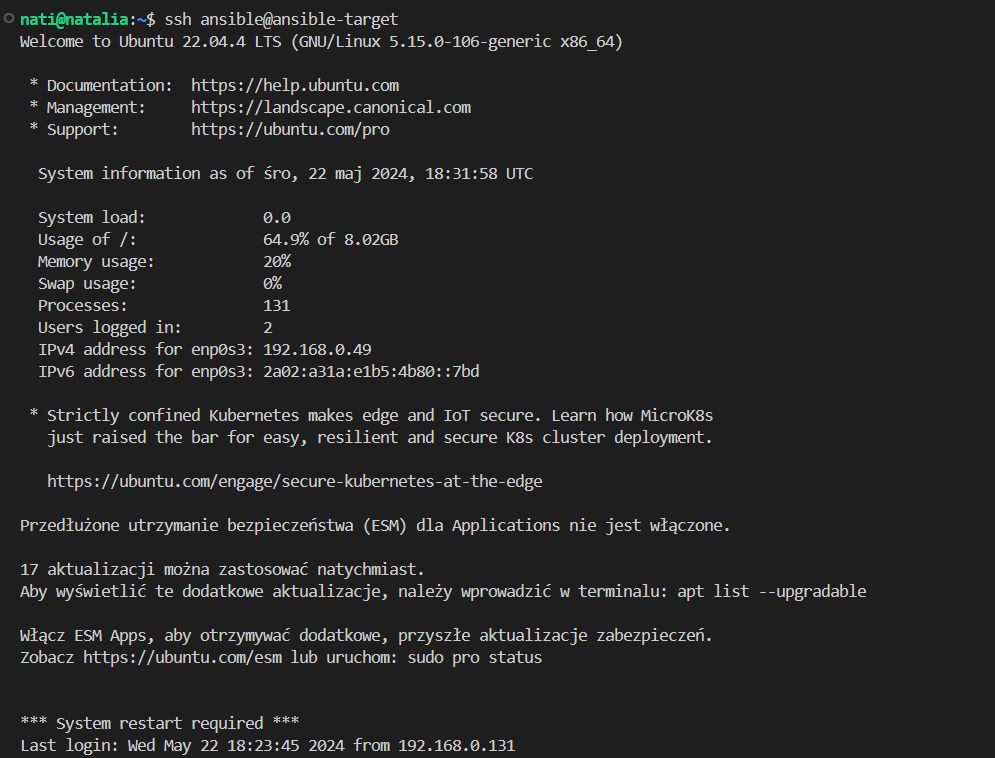 nati@natalia:~$ ssh ansible@ansible-target
Welcome to Ubuntu 22.04.4 LTS (GNU/Linux 5.15.0-106-generic x86_64)

 * Documentation:  https://help.ubuntu.com
 * Management:     https://landscape.canonical.com
 * Support:        https://ubuntu.com/pro

  System information as of śro, 22 maj 2024, 18:31:58 UTC

  System load:             0.0
  Usage of /:              64.9% of 8.02GB
  Memory usage:            20%
  Swap usage:              0%
  Processes:               131
  Users logged in:         2
  IPv4 address for enp0s3: 192.168.0.49
  IPv6 address for enp0s3: 2a02:a31a:e1b5:4b80::7bd

 * Strictly confined Kubernetes makes edge and IoT secure. Learn how MicroK8s
   just raised the bar for easy, resilient and secure K8s cluster deployment.

   https://ubuntu.com/engage/secure-kubernetes-at-the-edge

Przedłużone utrzymanie bezpieczeństwa (ESM) dla Applications nie jest włączone.

17 aktualizacji można zastosować natychmiast.
Aby wyświetlić te dodatkowe aktualizacje, należy wprowadzić w terminalu: apt list --upgradable

Włącz ESM Apps, aby otrzymywać dodatkowe, przyszłe aktualizacje zabezpieczeń.
Zobacz https://ubuntu.com/esm lub uruchom: sudo pro status


*** System restart required ***
Last login: Wed May 22 18:23:45 2024 from 192.168.0.131